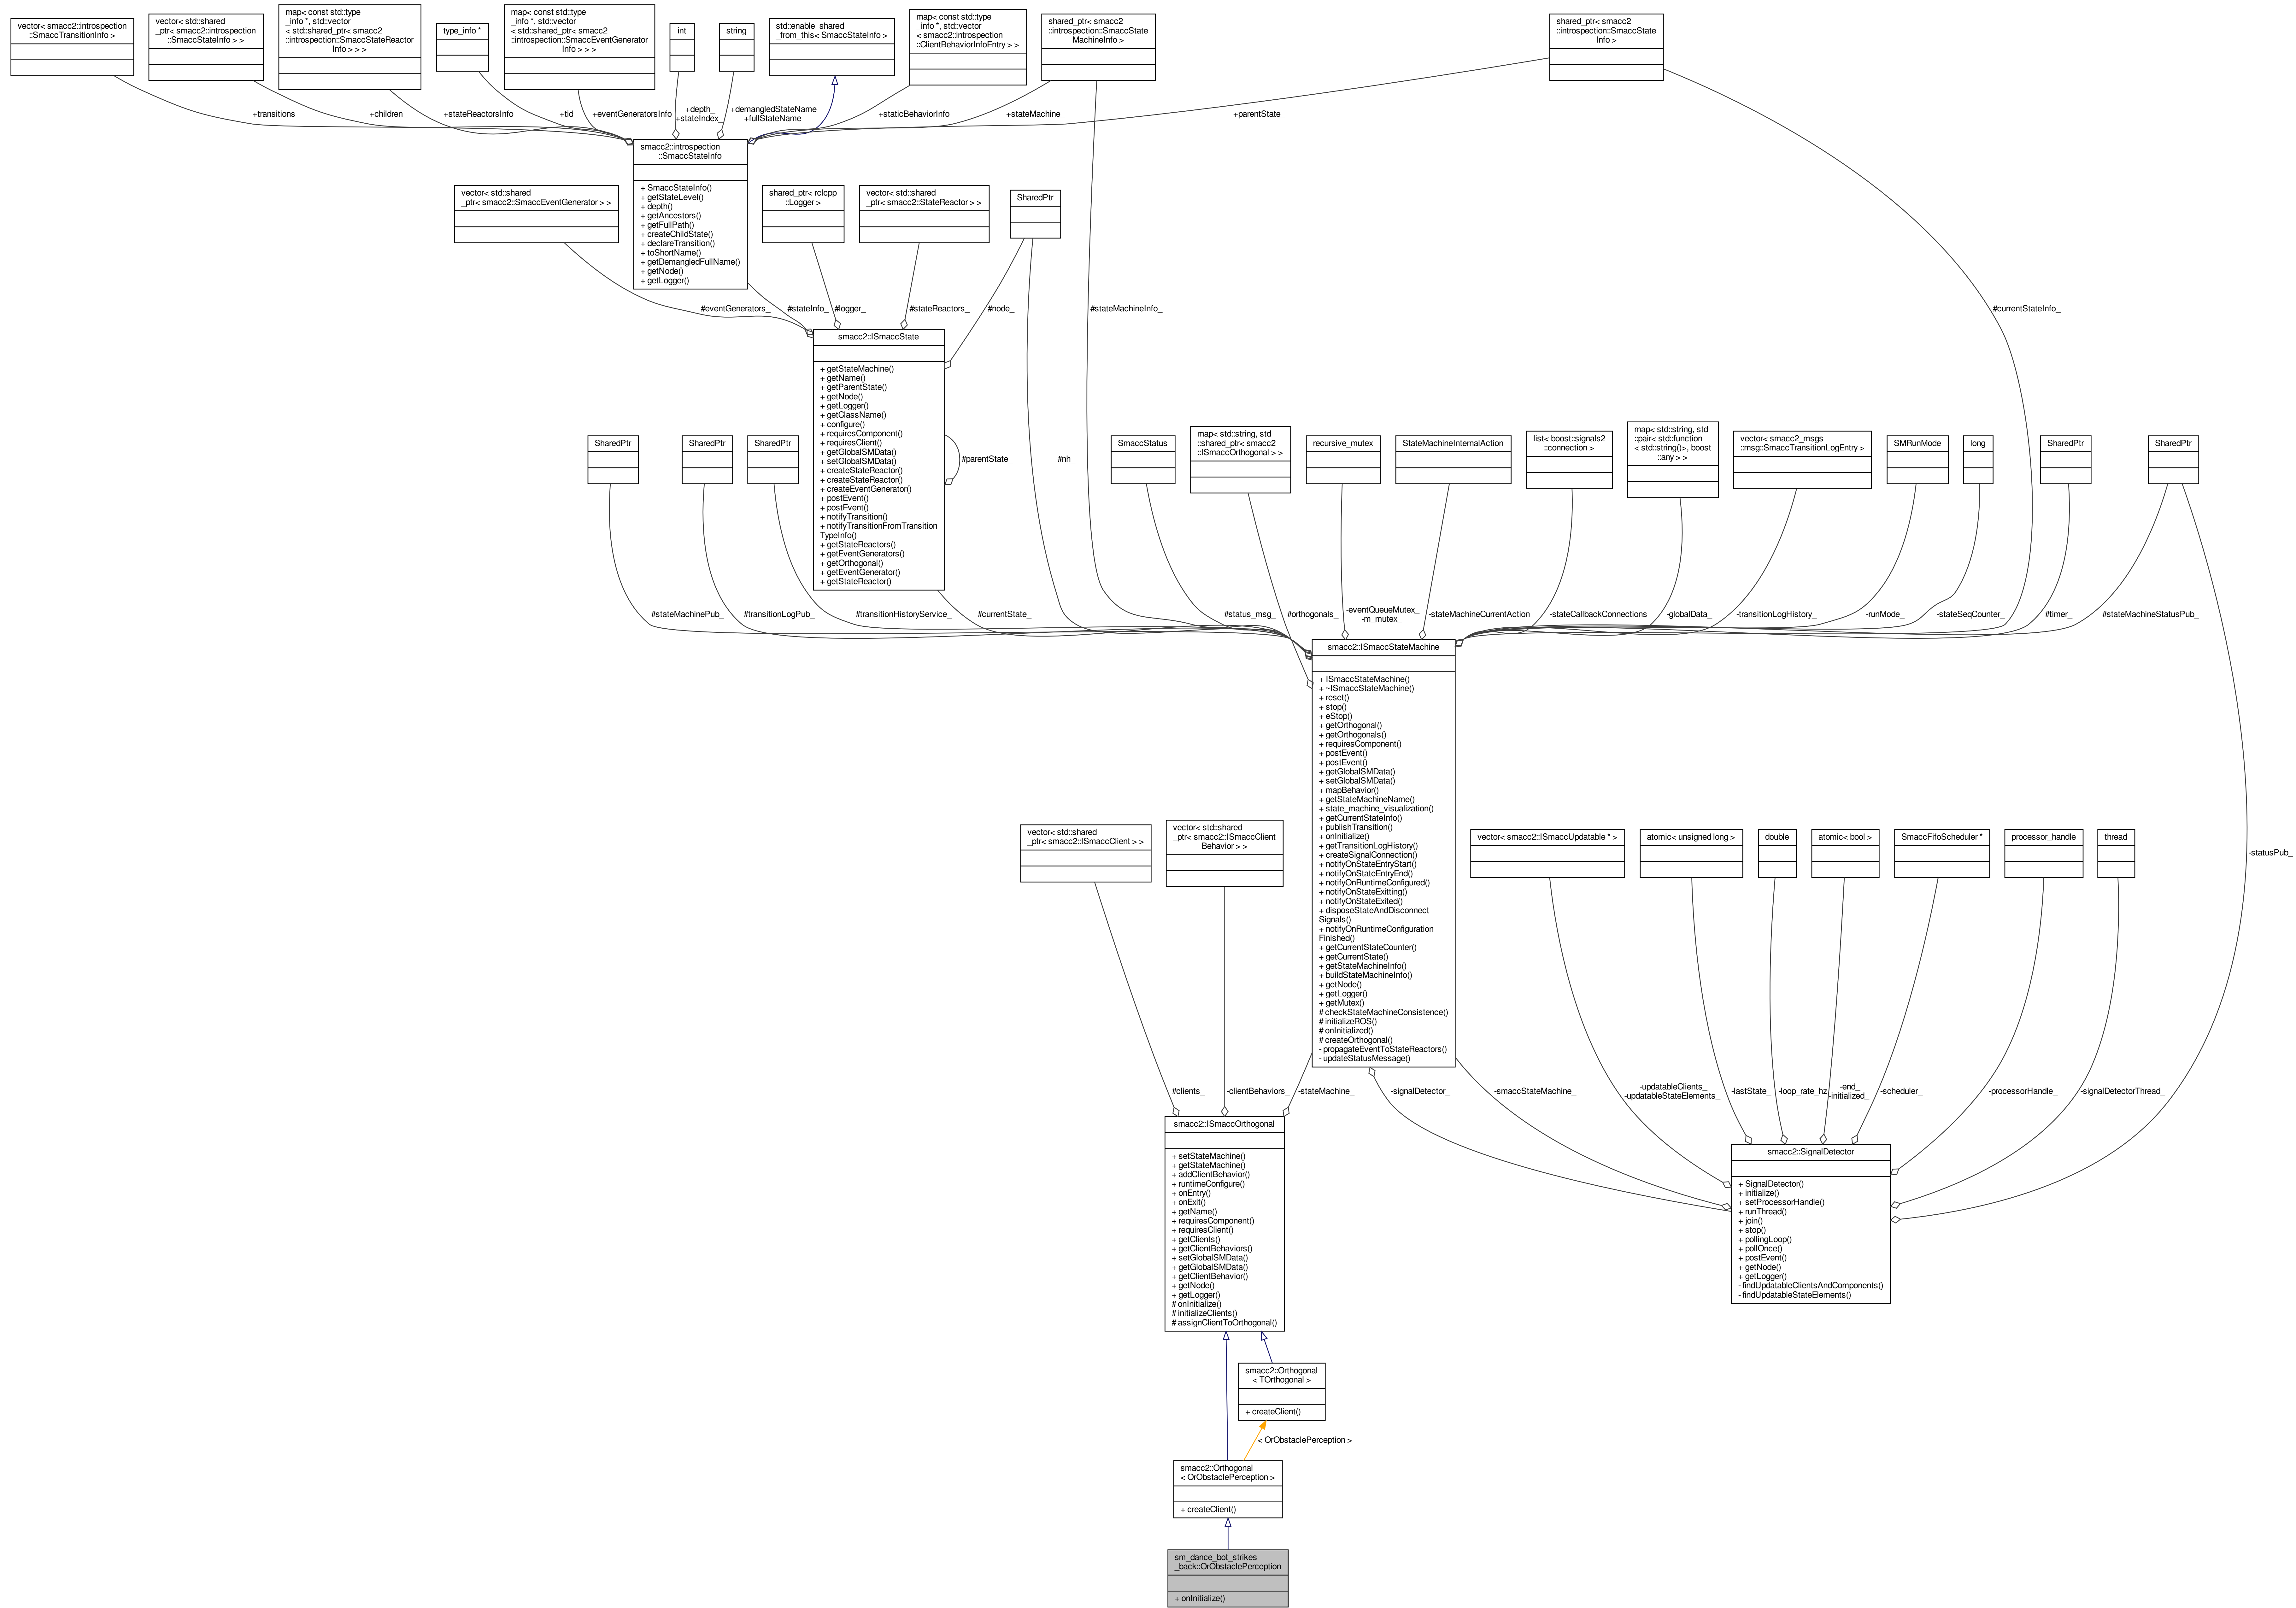 vector< smacc2::introspection
::SmaccTransitionInfo >
vector< std::shared
_ptr< smacc2::introspection
::SmaccStateInfo > >
map< const std::type
_info *, std::vector
< std::shared_ptr< smacc2
::introspection::SmaccStateReactor
Info > > >
type_info *
map< const std::type
_info *, std::vector
< std::shared_ptr< smacc2
::introspection::SmaccEventGenerator
Info > > >
int
string
std::enable_shared
_from_this< SmaccStateInfo >
map< const std::type
_info *, std::vector
< smacc2::introspection
::ClientBehaviorInfoEntry > >
shared_ptr< smacc2
::introspection::SmaccState
MachineInfo >
shared_ptr< smacc2
::introspection::SmaccState
Info >
+transitions_
+children_
+stateReactorsInfo
+tid_
+eventGeneratorsInfo
+depth_
+stateIndex_
+demangledStateName
+fullStateName
+staticBehaviorInfo
+stateMachine_
+parentState_
smacc2::introspection
::SmaccStateInfo
+ SmaccStateInfo()
+ getStateLevel()
+ depth()
+ getAncestors()
+ getFullPath()
+ createChildState()
+ declareTransition()
+ toShortName()
+ getDemangledFullName()
+ getNode()
+ getLogger()
vector< std::shared
_ptr< smacc2::SmaccEventGenerator > >
shared_ptr< rclcpp
::Logger >
vector< std::shared
_ptr< smacc2::StateReactor > >
SharedPtr
#eventGenerators_
#stateInfo_
#logger_
#stateReactors_
#node_
#stateMachineInfo_
#currentStateInfo_
smacc2::ISmaccState
+ getStateMachine()
+ getName()
+ getParentState()
+ getNode()
+ getLogger()
+ getClassName()
+ configure()
+ requiresComponent()
+ requiresClient()
+ getGlobalSMData()
+ setGlobalSMData()
+ createStateReactor()
+ createStateReactor()
+ createEventGenerator()
+ postEvent()
+ postEvent()
+ notifyTransition()
+ notifyTransitionFromTransition
TypeInfo()
+ getStateReactors()
+ getEventGenerators()
+ getOrthogonal()
+ getEventGenerator()
+ getStateReactor()
#parentState_
#nh_
SharedPtr
SharedPtr
SharedPtr
SmaccStatus
map< std::string, std
::shared_ptr< smacc2
::ISmaccOrthogonal > >
recursive_mutex
StateMachineInternalAction
list< boost::signals2
::connection >
map< std::string, std
::pair< std::function
< std::string()>, boost
::any > >
vector< smacc2_msgs
::msg::SmaccTransitionLogEntry >
SMRunMode
long
SharedPtr
SharedPtr
#stateMachinePub_
#transitionLogPub_
#transitionHistoryService_
#currentState_
#status_msg_
#orthogonals_
-eventQueueMutex_
-m_mutex_
-stateMachineCurrentAction
-stateCallbackConnections
-globalData_
-transitionLogHistory_
-runMode_
-stateSeqCounter_
#timer_
#stateMachineStatusPub_
smacc2::ISmaccStateMachine
+ ISmaccStateMachine()
+ ~ISmaccStateMachine()
+ reset()
+ stop()
+ eStop()
+ getOrthogonal()
+ getOrthogonals()
+ requiresComponent()
+ postEvent()
+ postEvent()
+ getGlobalSMData()
+ setGlobalSMData()
+ mapBehavior()
+ getStateMachineName()
+ state_machine_visualization()
+ getCurrentStateInfo()
+ publishTransition()
+ onInitialize()
+ getTransitionLogHistory()
+ createSignalConnection()
+ notifyOnStateEntryStart()
+ notifyOnStateEntryEnd()
+ notifyOnRuntimeConfigured()
+ notifyOnStateExitting()
+ notifyOnStateExited()
+ disposeStateAndDisconnect
Signals()
+ notifyOnRuntimeConfiguration
Finished()
+ getCurrentStateCounter()
+ getCurrentState()
+ getStateMachineInfo()
+ buildStateMachineInfo()
+ getNode()
+ getLogger()
+ getMutex()
# checkStateMachineConsistence()
# initializeROS()
# onInitialized()
# createOrthogonal()
- propagateEventToStateReactors()
- updateStatusMessage()
vector< std::shared
_ptr< smacc2::ISmaccClient > >
vector< std::shared
_ptr< smacc2::ISmaccClient
Behavior > >
vector< smacc2::ISmaccUpdatable * >
atomic< unsigned long >
double
atomic< bool >
SmaccFifoScheduler *
processor_handle
thread
-statusPub_
#clients_
-clientBehaviors_
-stateMachine_
-signalDetector_
-smaccStateMachine_
-updatableClients_
-updatableStateElements_
-lastState_
-loop_rate_hz
-end_
-initialized_
-scheduler_
-processorHandle_
-signalDetectorThread_
smacc2::ISmaccOrthogonal
+ setStateMachine()
+ getStateMachine()
+ addClientBehavior()
+ runtimeConfigure()
+ onEntry()
+ onExit()
+ getName()
+ requiresComponent()
+ requiresClient()
+ getClients()
+ getClientBehaviors()
+ setGlobalSMData()
+ getGlobalSMData()
+ getClientBehavior()
+ getNode()
+ getLogger()
# onInitialize()
# initializeClients()
# assignClientToOrthogonal()
smacc2::SignalDetector
+ SignalDetector()
+ initialize()
+ setProcessorHandle()
+ runThread()
+ join()
+ stop()
+ pollingLoop()
+ pollOnce()
+ postEvent()
+ getNode()
+ getLogger()
- findUpdatableClientsAndComponents()
- findUpdatableStateElements()
smacc2::Orthogonal
< TOrthogonal >
+ createClient()
< OrObstaclePerception >
smacc2::Orthogonal
< OrObstaclePerception >
+ createClient()
sm_dance_bot_strikes
_back::OrObstaclePerception
+ onInitialize()